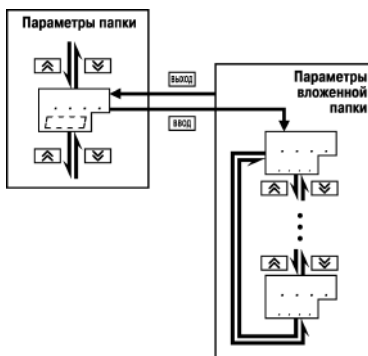 Параметры папки
ВЫХОД
ВВОД
Параметры
вложенной
папки